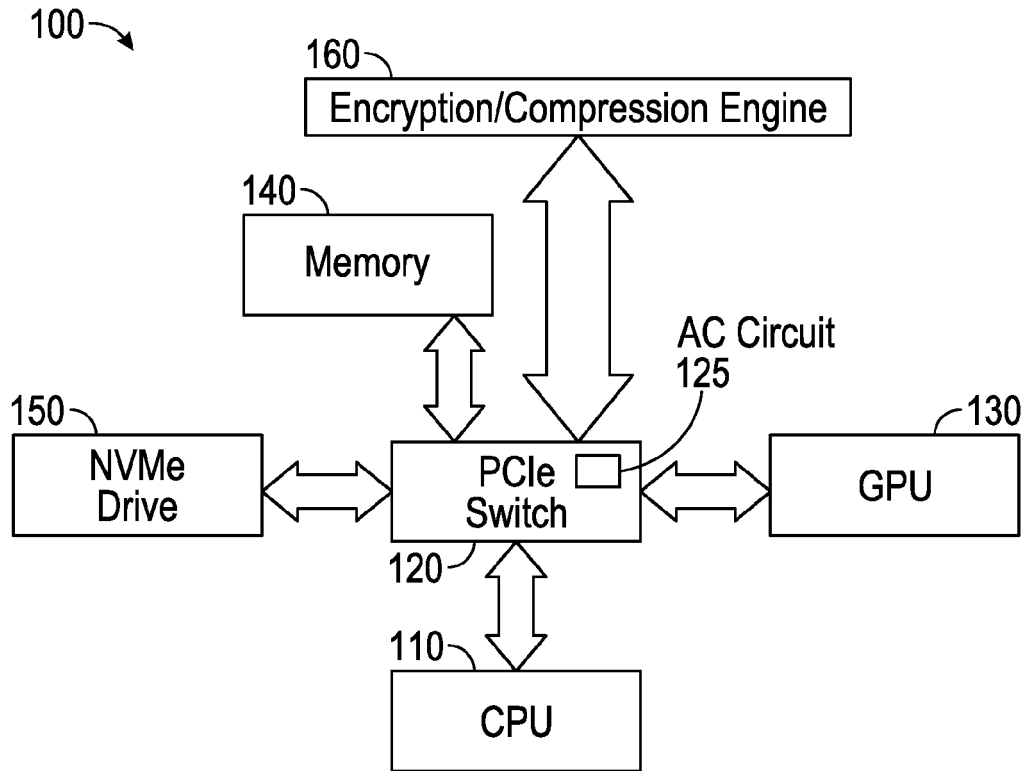 100
160
Encryption/Compression Engine
140
Memory
AC Circuit
125
150
NVMe
Drive
PCIe
Switch
120
130
GPU
110
CPU